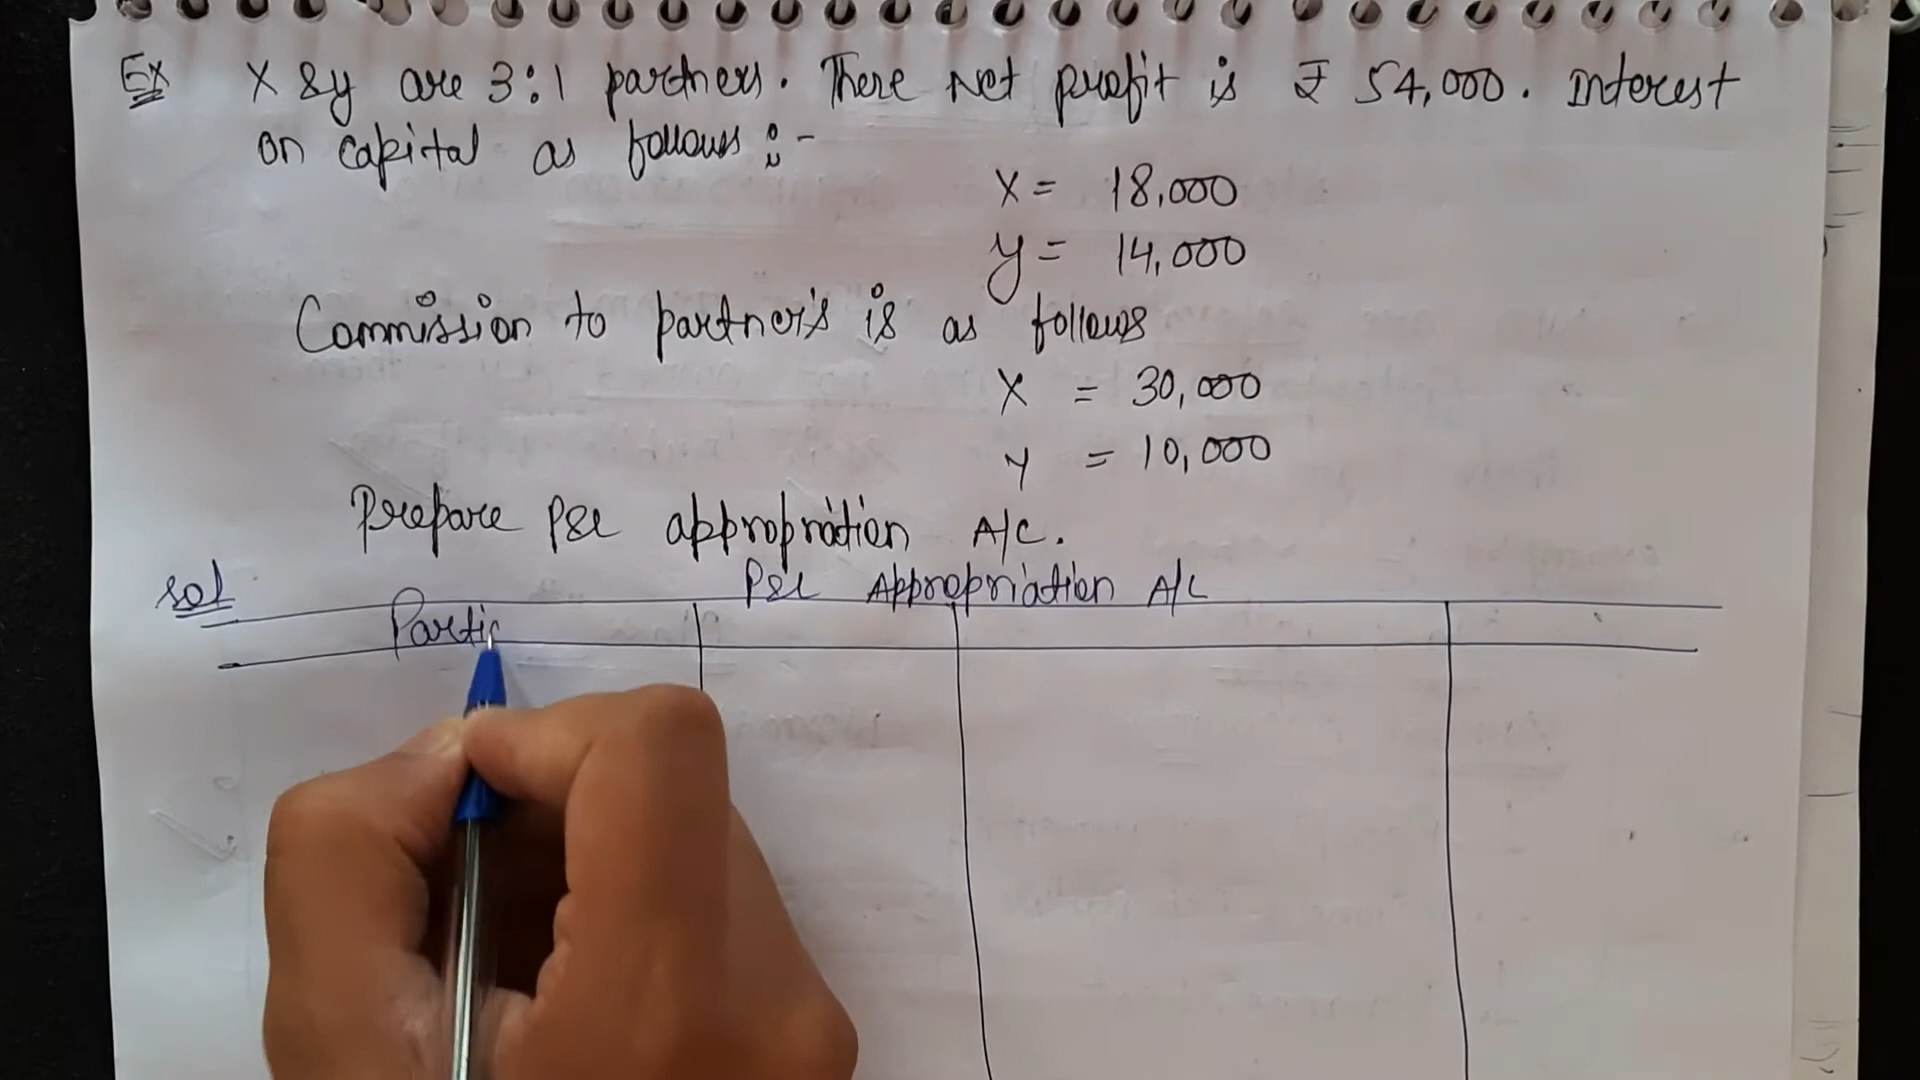 Ex X & y are 3:1 partners. There Net profit is ₹ 54,000. Interest
on capital as follows :-
X = 18,000
y = 14,000
Commission to partner's is as follows
X = 30,000
Y = 10,000
Prepare P&L appropriation A/C.
sol P&L Appropriation A/C
Partic